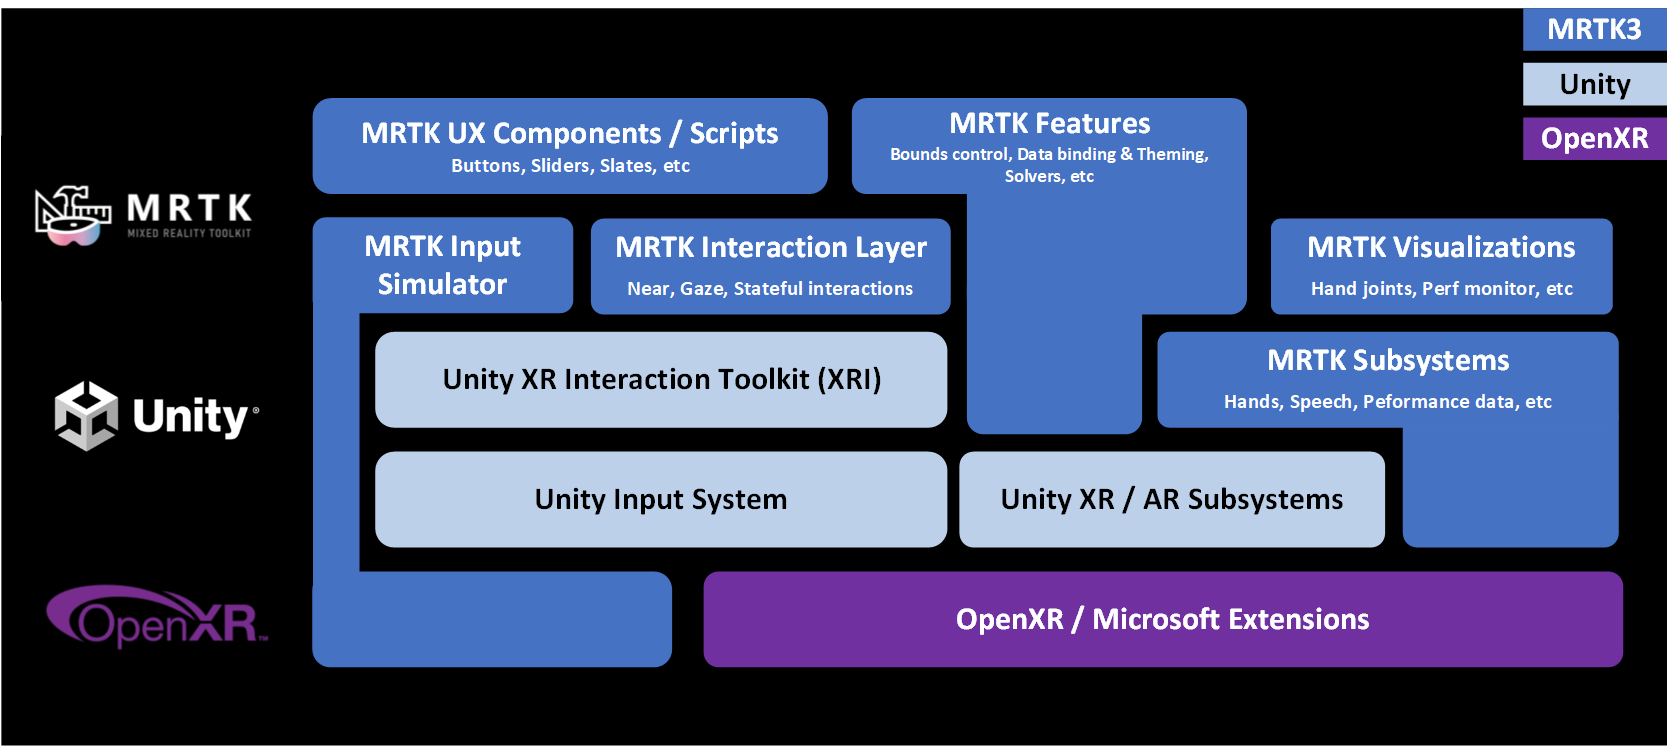 MRTK3
Unity
OpenXR
MRTK UX Components / Scripts
Buttons, Sliders, Slates, etc
MRTK Features
Bounds control, Data binding & Theming,
Solvers, etc
MRTK
MIXED REALITY TOOLKIT
MRTK Input
Simulator
MRTK Interaction Layer
Near, Gaze, Stateful interactions
MRTK Visualizations
Hand joints, Perf monitor, etc
Unity XR Interaction Toolkit (XRI)
MRTK Subsystems
Hands, Speech, Peformance data, etc
Unity®
Unity Input System
Unity XR / AR Subsystems
OpenXR™
OpenXR / Microsoft Extensions